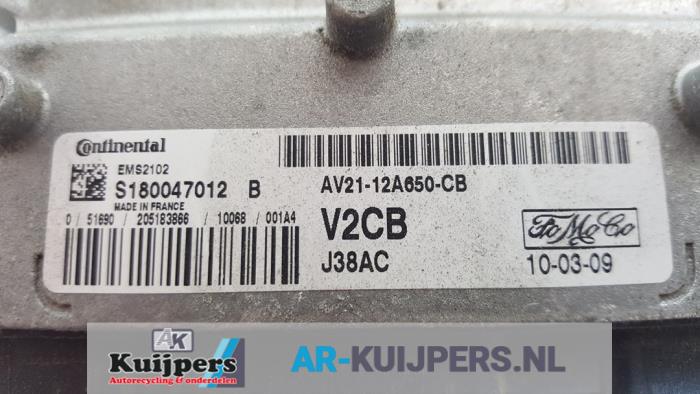 Continental
EMS2102
S180047012 B
MADE IN FRANCE
0 / 51690 / 205183866 / 10068 / 001A4
AV21-12A650-CB
V2CB
J38AC
FoMoCo
10-03-09
AK
Kuijpers
Autorecycling & onderdelen
AR-KUIJPERS.NL